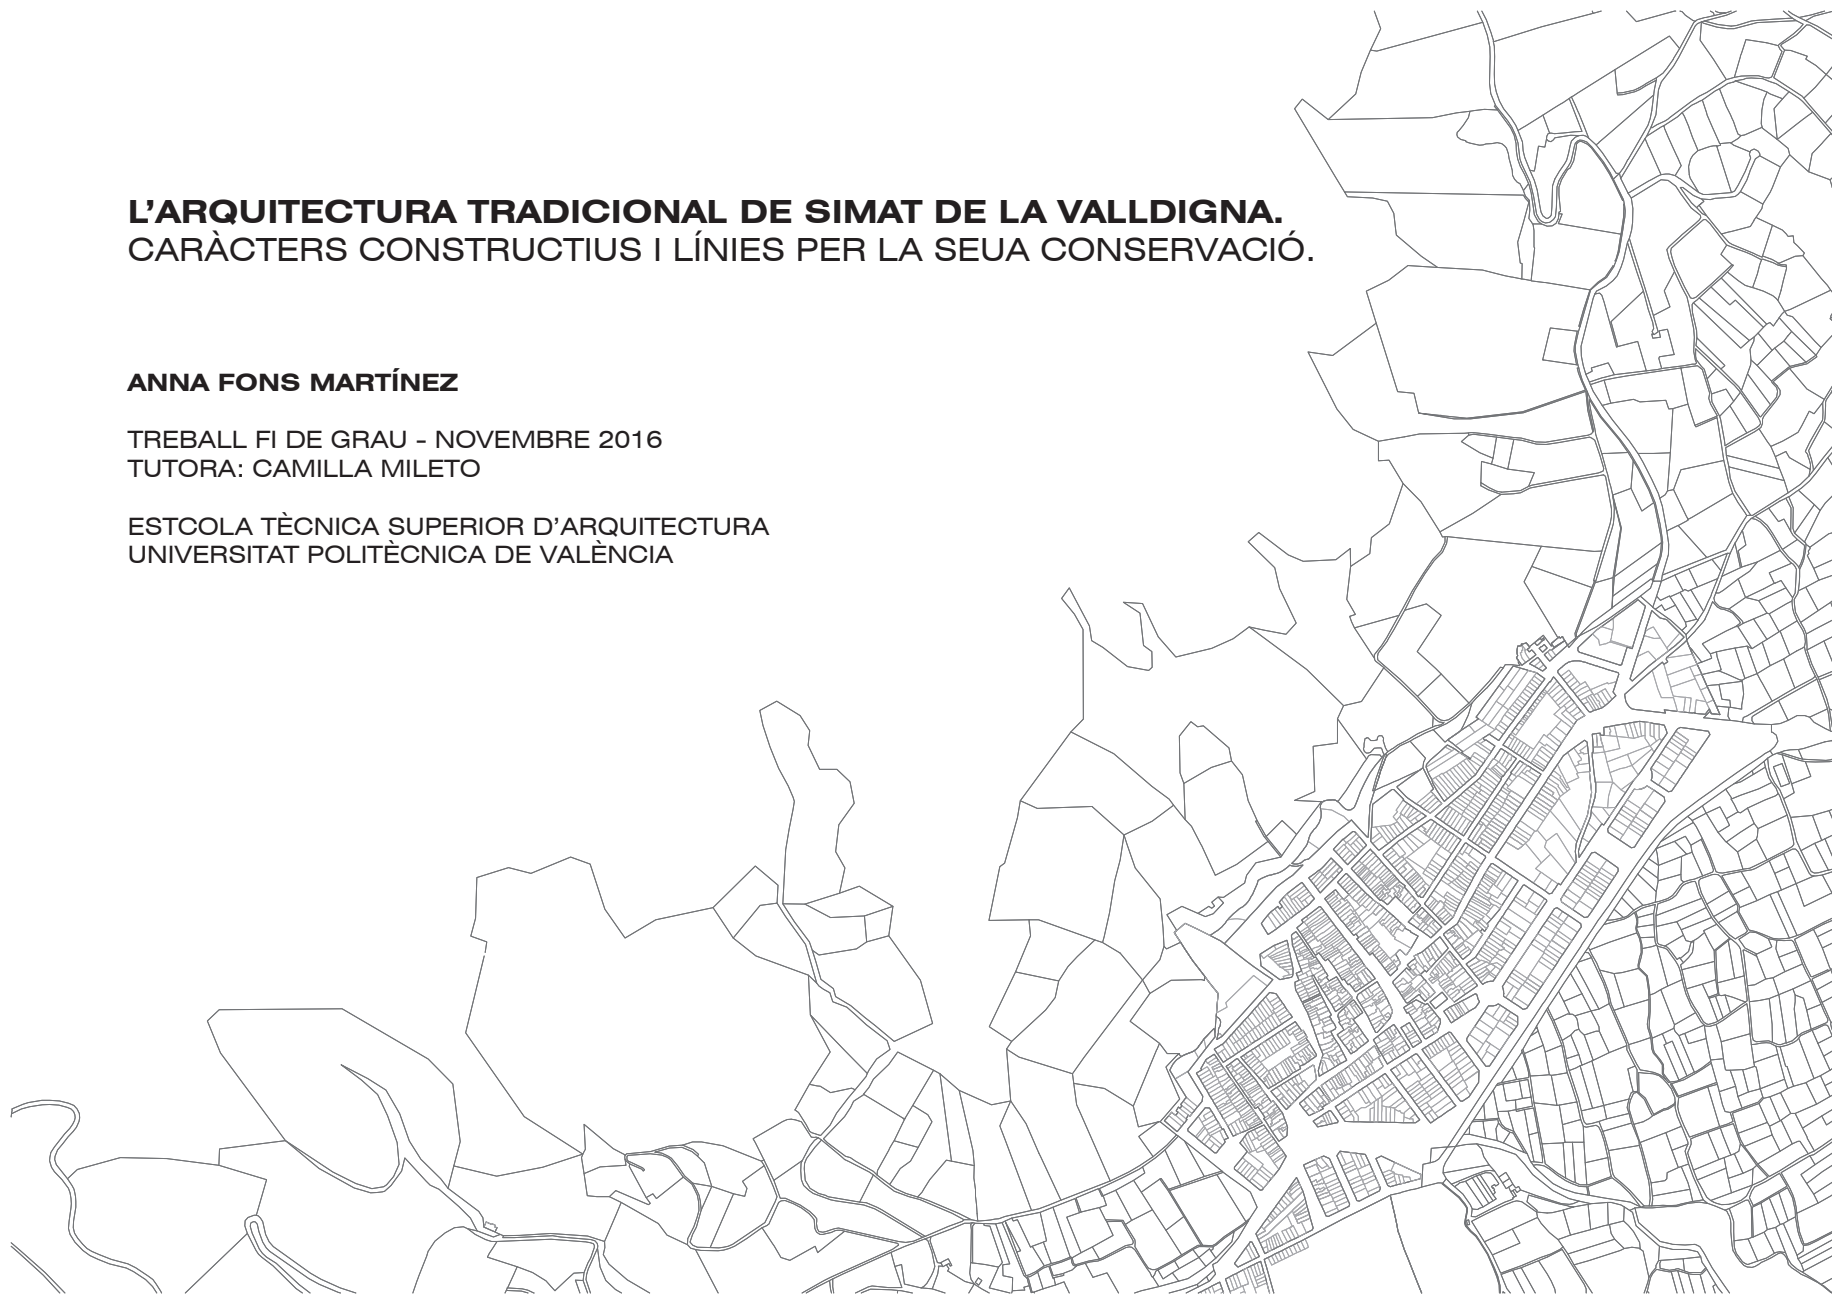 L’ARQUITECTURA TRADICIONAL DE SIMAT DE LA VALLDIGNA.
CARÀCTERS CONSTRUCTIUS I LÍNIES PER LA SEUA CONSERVACIÓ.
ANNA FONS MARTÍNEZ
TREBALL FI DE GRAU - NOVEMBRE 2016
TUTORA: CAMILLA MILETO
ESTCOLA TÈCNICA SUPERIOR D’ARQUITECTURA
UNIVERSITAT POLITÈCNICA DE VALÈNCIA